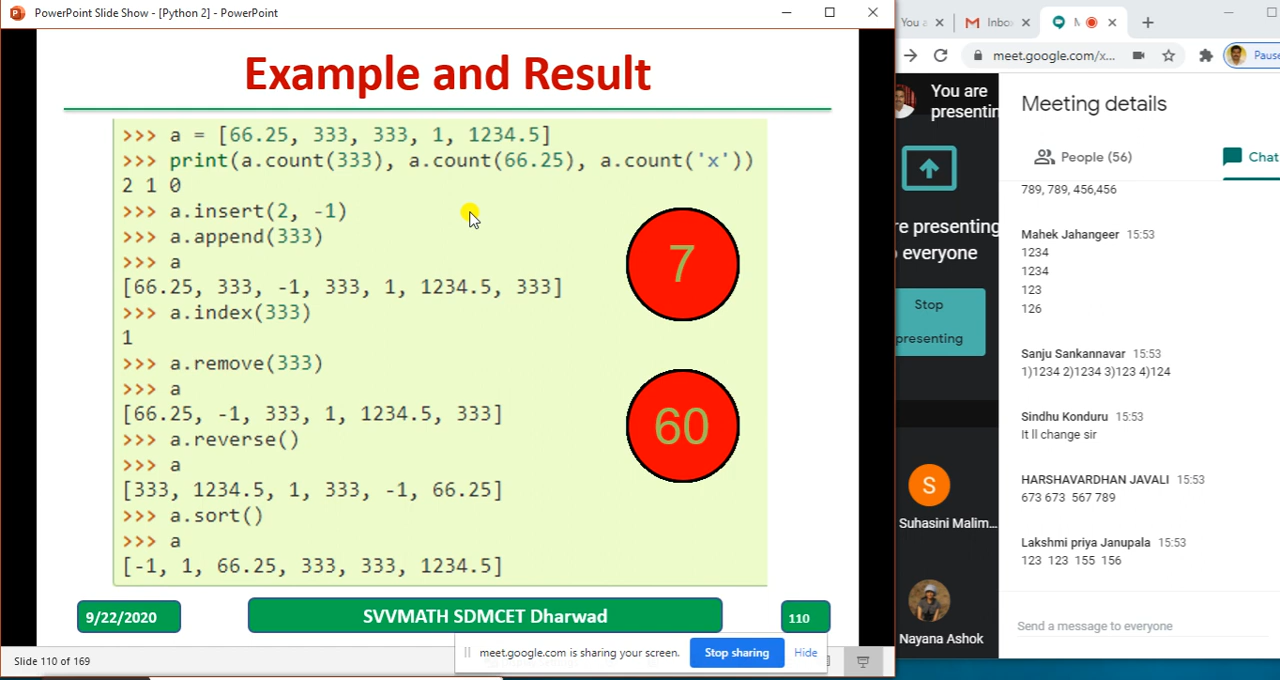 PowerPoint Slide Show - [Python 2] - PowerPoint
Example and Result
>>> a = [66.25, 333, 333, 1, 1234.5]
>>> print(a.count(333), a.count(66.25), a.count('x'))
2 1 0
>>> a.insert(2, -1)
>>> a.append(333)
>>> a
[66.25, 333, -1, 333, 1, 1234.5, 333]
>>> a.index(333)
1
>>> a.remove(333)
>>> a
[66.25, -1, 333, 1, 1234.5, 333]
>>> a.reverse()
>>> a
[333, 1234.5, 1, 333, -1, 66.25]
>>> a.sort()
>>> a
[-1, 1, 66.25, 333, 333, 1234.5]
7
60
9/22/2020
SVVMATH SDMCET Dharwad
110
Slide 110 of 169
meet.google.com is sharing your screen.
Stop sharing
Hide
You a
Inbo
M
meet.google.com/x...
Pause
You are
presentin
re presenting
o everyone
Stop
presenting
S
Suhasini Malim...
Nayana Ashok
Meeting details
People (56)
Chat
789, 789, 456,456
Mahek Jahangeer 15:53
1234
1234
123
126
Sanju Sankannavar 15:53
1)1234 2)1234 3)123 4)124
Sindhu Konduru 15:53
It ll change sir
HARSHAVARDHAN JAVALI 15:53
673 673 567 789
Lakshmi priya Janupala 15:53
123 123 155 156
Send a message to everyone